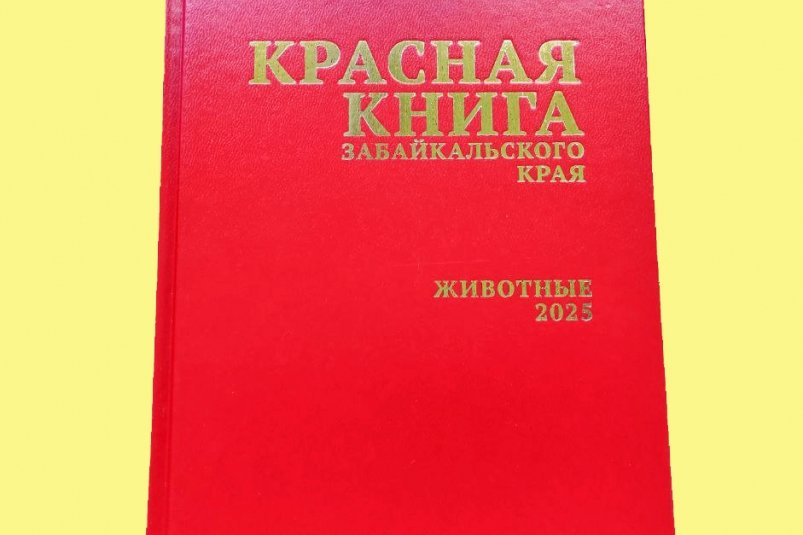 КРАСНАЯ
КНИГА
ЗАБАЙКАЛЬСКОГО
КРАЯ
ЖИВОТНЫЕ
2025